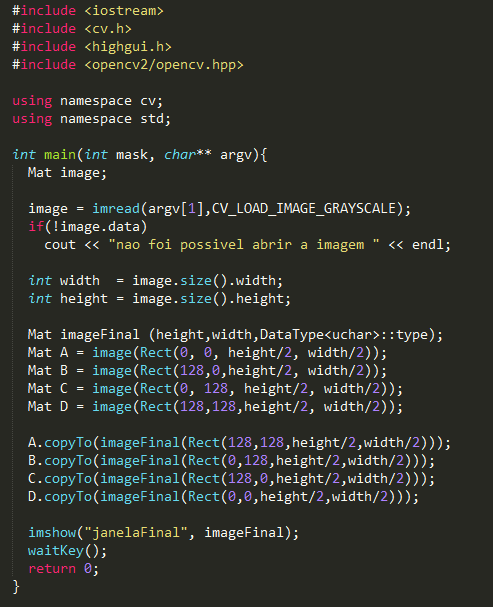 #include <iostream>
#include <cv.h>
#include <highgui.h>
#include <opencv2/opencv.hpp>

using namespace cv;
using namespace std;

int main(int mask, char** argv){
  Mat image;

  image = imread(argv[1],CV_LOAD_IMAGE_GRAYSCALE);
  if(!image.data)
    cout << "nao foi possivel abrir a imagem " << endl;

  int width  = image.size().width;
  int height = image.size().height;

  Mat imageFinal (height,width,DataType<uchar>::type);
  Mat A = image(Rect(0, 0, height/2, width/2));
  Mat B = image(Rect(128,0,height/2, width/2));
  Mat C = image(Rect(0, 128, height/2, width/2));
  Mat D = image(Rect(128,128,height/2, width/2));

  A.copyTo(imageFinal(Rect(128,128,height/2,width/2)));
  B.copyTo(imageFinal(Rect(0,128,height/2,width/2)));
  C.copyTo(imageFinal(Rect(128,0,height/2,width/2)));
  D.copyTo(imageFinal(Rect(0,0,height/2,width/2)));

  imshow("janelaFinal", imageFinal);
  waitKey();
  return 0;
}